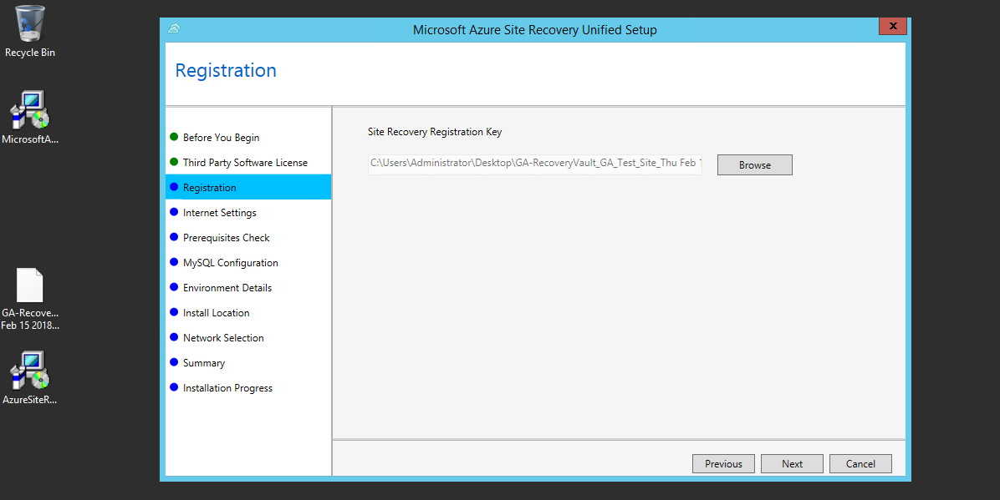 Recycle Bin
MicrosoftA...
GA-Recove...
Feb 15 2018...
AzureSiteR...
Microsoft Azure Site Recovery Unified Setup
x
Registration
Before You Begin
Third Party Software License
Registration
Internet Settings
Prerequisites Check
MySQL Configuration
Environment Details
Install Location
Network Selection
Summary
Installation Progress
Site Recovery Registration Key
C:\Users\Administrator\Desktop\GA-RecoveryVault_GA_Test_Site_Thu Feb 1
Browse
Previous
Next
Cancel